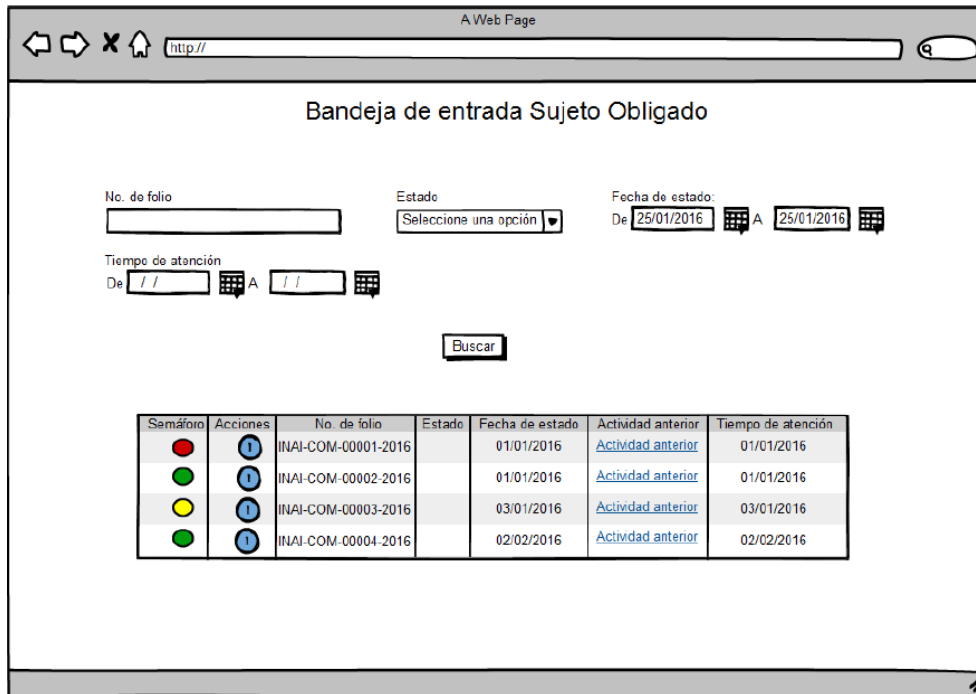 A Web Page
http://
Bandeja de entrada Sujeto Obligado
No. de folio
Estado
Fecha de estado:
Seleccione una opción
De 25/01/2016 A 25/01/2016
Tiempo de atención
De / / A / /
Buscar
Semáforo Acciones No. de folio Estado Fecha de estado Actividad anterior Tiempo de atención
INAI-COM-00001-2016 01/01/2016 Actividad anterior 01/01/2016
INAI-COM-00002-2016 01/01/2016 Actividad anterior 01/01/2016
INAI-COM-00003-2016 03/01/2016 Actividad anterior 03/01/2016
INAI-COM-00004-2016 02/02/2016 Actividad anterior 02/02/2016